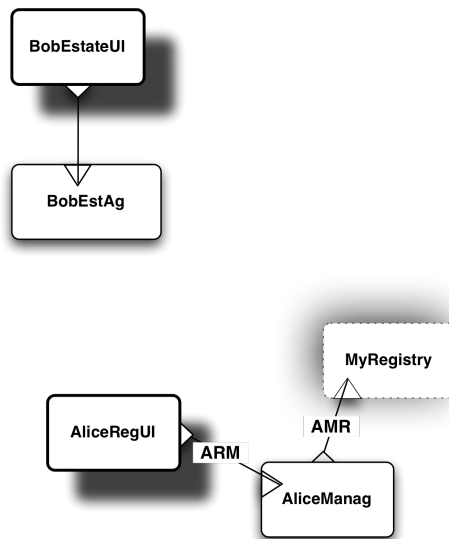 BobEstateUI
BobEstAg
MyRegistry
AMR
AliceRegUI
ARM
AliceManag